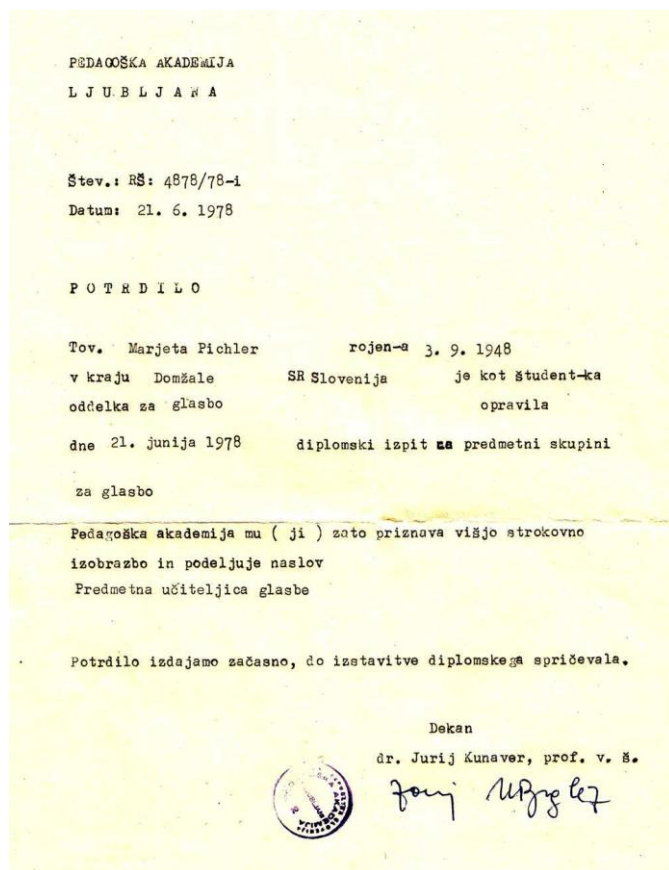 PEDAGOŠKA AKADEMIJA
LJUBLJANA
Štev.: RŠ: 4878/78-i
Datum: 21. 6. 1978
POTRDILO
Tov. Marjeta Pichler rojen-a 3. 9. 1948
v kraju Domžale SR Slovenija je kot študent-ka
oddelka za glasbo opravila
dne 21. junija 1978 diplomski izpit za predmetni skupini
za glasbo
Pedagoška akademija mu ( ji ) zato priznava višjo strokovno
izobrazbo in podeljuje naslov
Predmetna učiteljica glasbe
Potrdilo izdajamo začasno, do izstavitve diplomskega spričevala.
Dekan
dr. Jurij Kunaver, prof. v. š.
AKADEMIJA